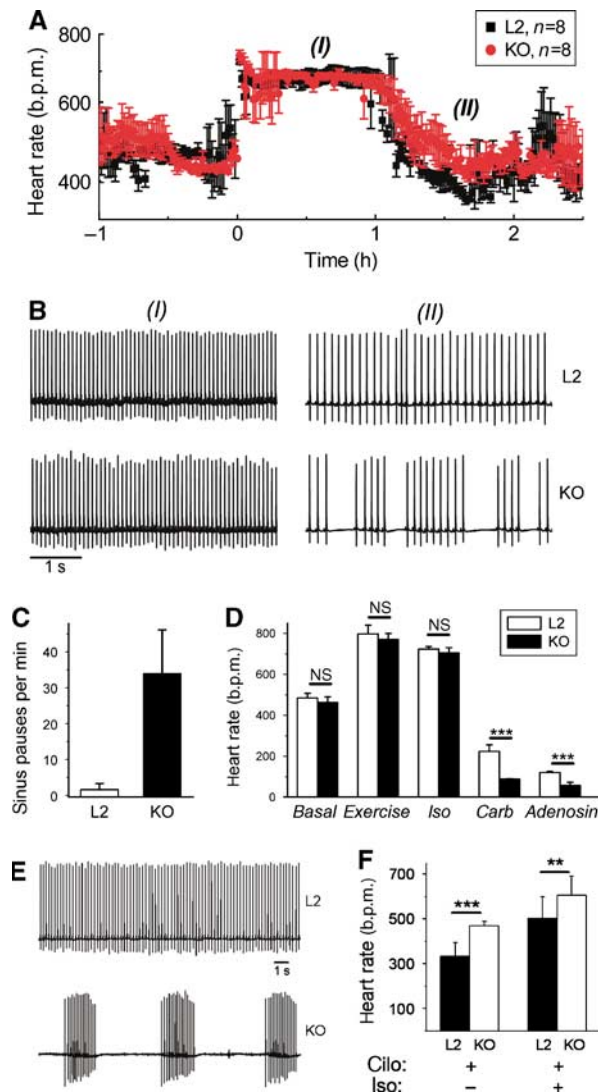 A
L2, n=8
KO, n=8
Heart rate (b.p.m.)
800
600
400
(I)
(II)
–1
0
1
2
Time (h)
B
(I)
(II)
L2
KO
1 s
C
Sinus pauses per min
40
30
20
10
0
L2
KO
D
L2
KO
Heart rate (b.p.m.)
800
600
400
200
0
NS
NS
NS
***
***
Basal
Exercise
Iso
Carb
Adenosin
E
L2
1 s
KO
F
Heart rate (b.p.m.)
700
500
300
100
***
**
L2 KO L2 KO
Cilo: + +
Iso: – +